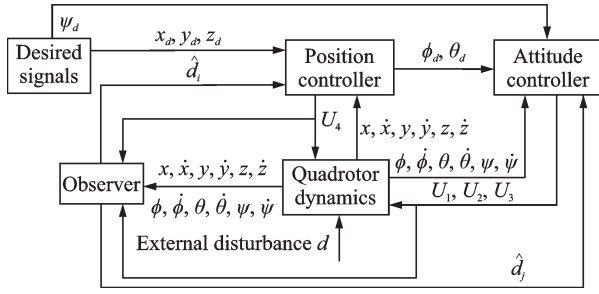 ψ_d
Desired signals
x_d, y_d, z_d
d̂_i
Position controller
ϕ_d, θ_d
Attitude controller
U_4
x, ẋ, y, ẏ, z, ż
x, ẋ, y, ẏ, z, ż
ϕ, ϕ̇, θ, θ̇, ψ, ψ̇
Observer
Quadrotor dynamics
U_1, U_2, U_3
ϕ, ϕ̇, θ, θ̇, ψ, ψ̇
External disturbance d
d̂_j